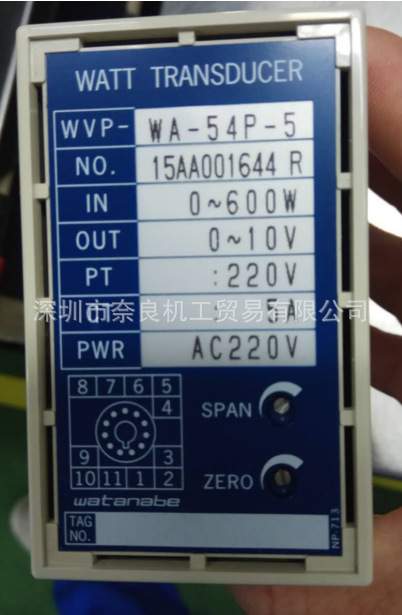 WATT TRANSDUCER
WVP- WA-54P-5
NO. 15AA001644 R
IN 0~600W
OUT 0~10V
PT :220V
深圳市奈良机工贸易有限公司
CT : 5A
PWR AC220V
8 7 6 5
4
SPAN
9 3
10 11 1 2
ZERO
watanabe
TAG NO.
NP.713